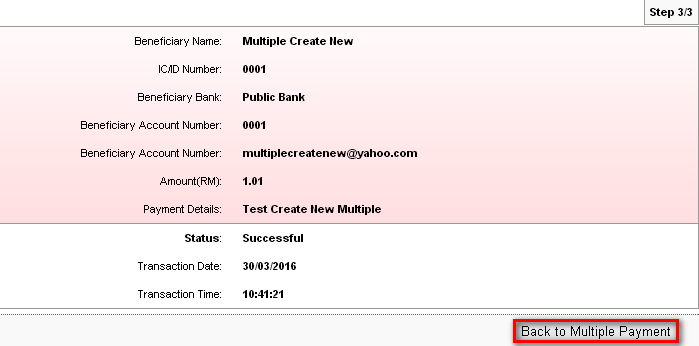 Step 3/3
Beneficiary Name: Multiple Create New
IC/ID Number: 0001
Beneficiary Bank: Public Bank
Beneficiary Account Number: 0001
Beneficiary Account Number: multiplecreatenew@yahoo.com
Amount(RM): 1.01
Payment Details: Test Create New Multiple
Status: Successful
Transaction Date: 30/03/2016
Transaction Time: 10:41:21
Back to Multiple Payment